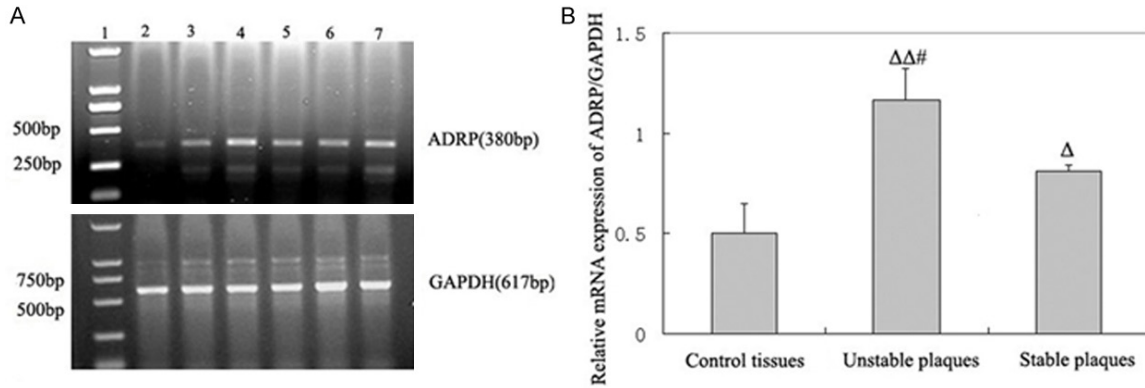 A
1 2 3 4 5 6 7
500bp
250bp
ADRP(380bp)
750bp
500bp
GAPDH(617bp)
B
Relative mRNA expression of ADRP/GAPDH
1.5
1
0.5
0
ΔΔ#
Δ
Control tissues Unstable plaques Stable plaques